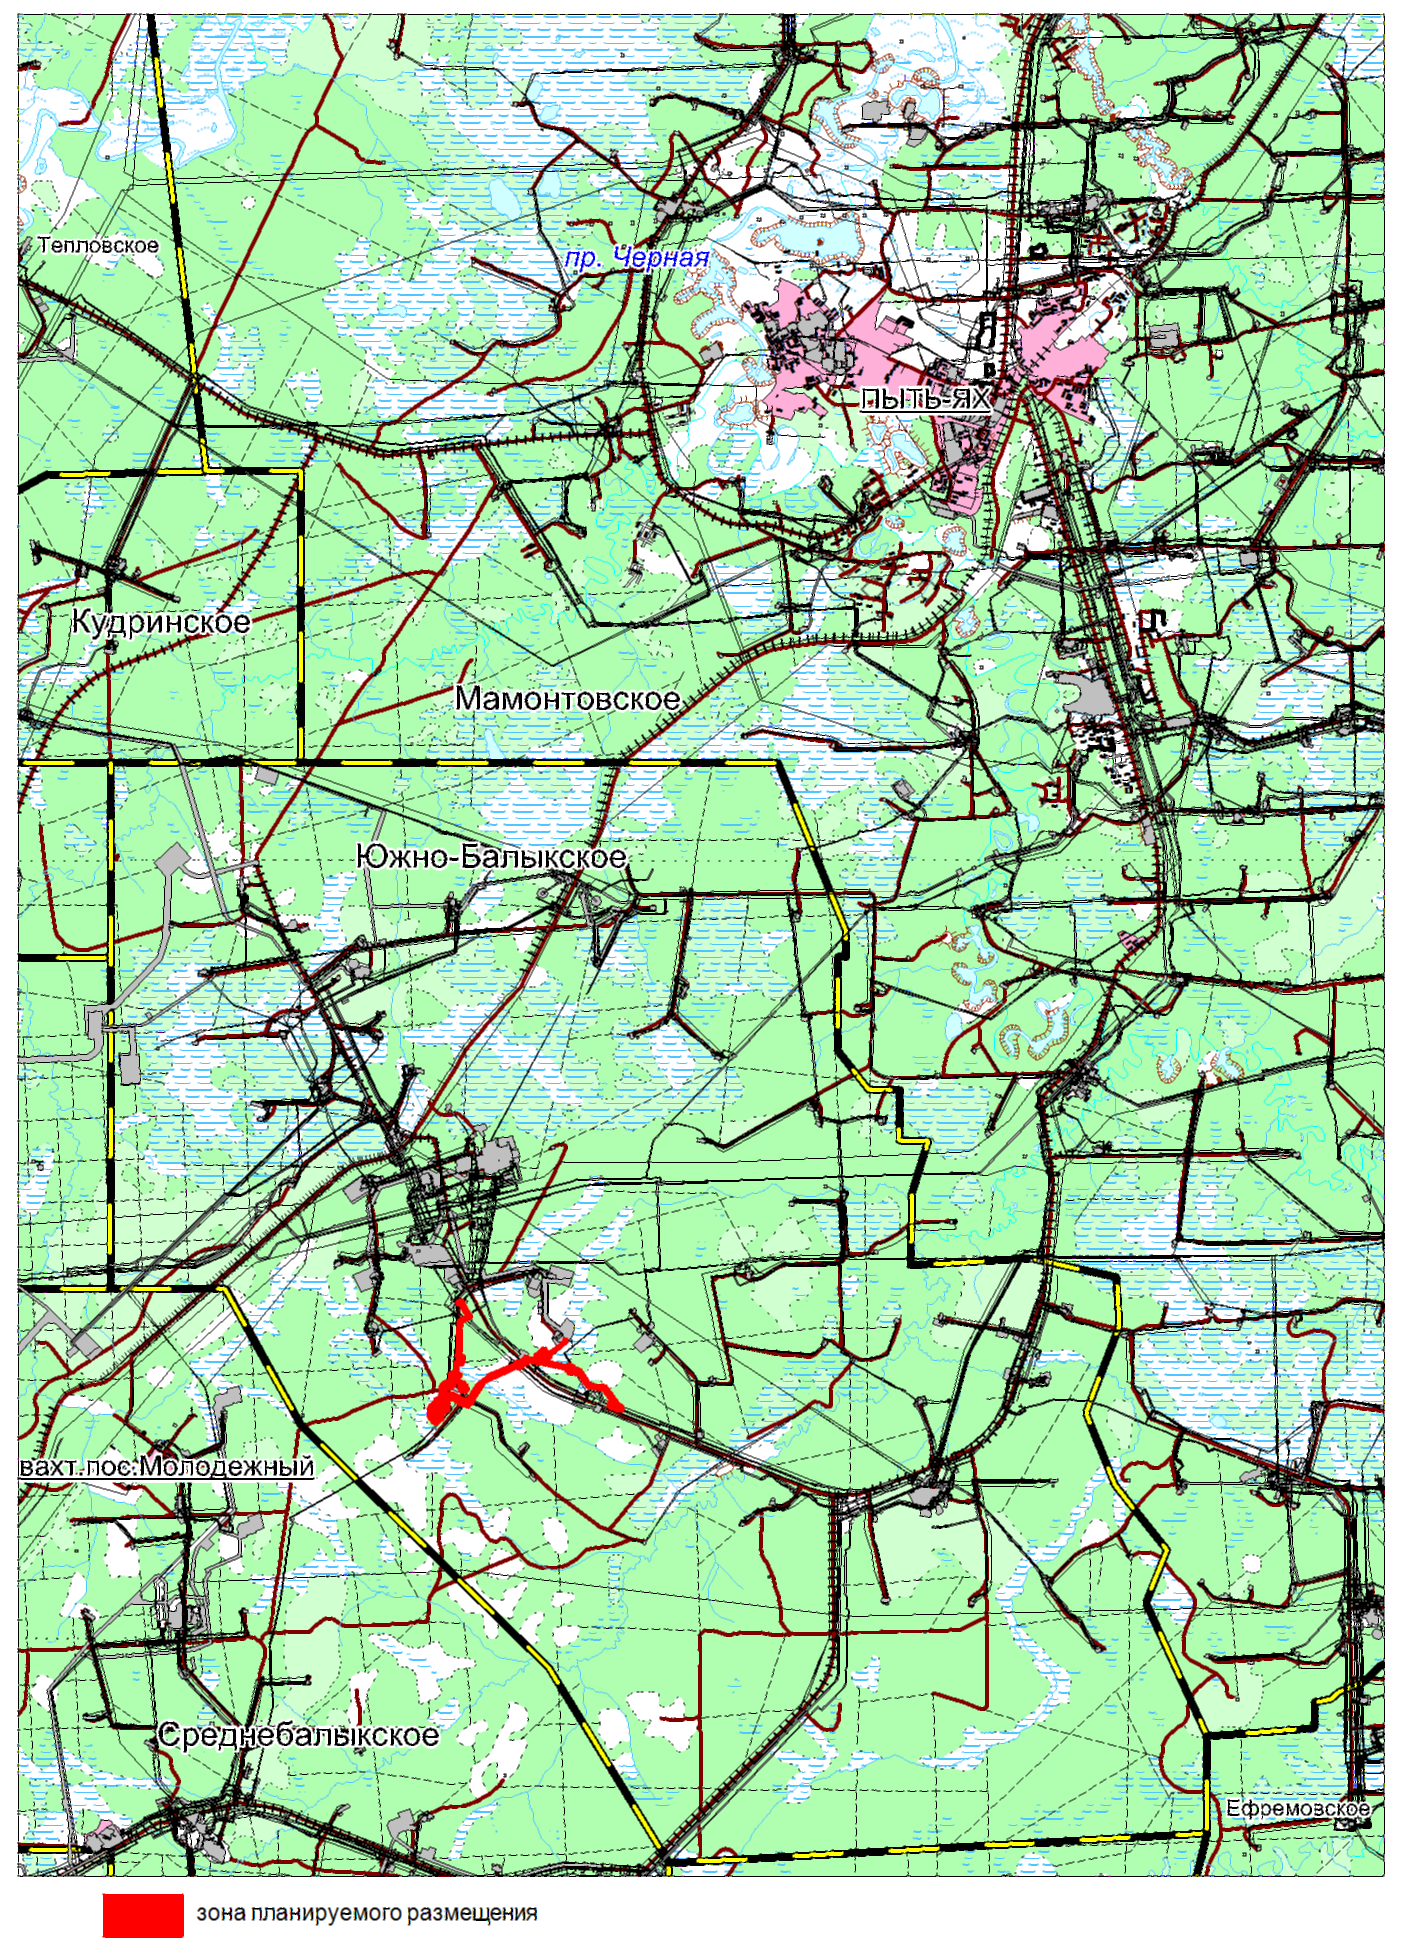 Тепловское
пр. Черная
ПЫТЬ-ЯХ
Кудринское
Мамонтовское
Южно-Балыкское
вахт.пос.Молодежный
Среднебалыкское
Ефремовское
зона планируемого размещения